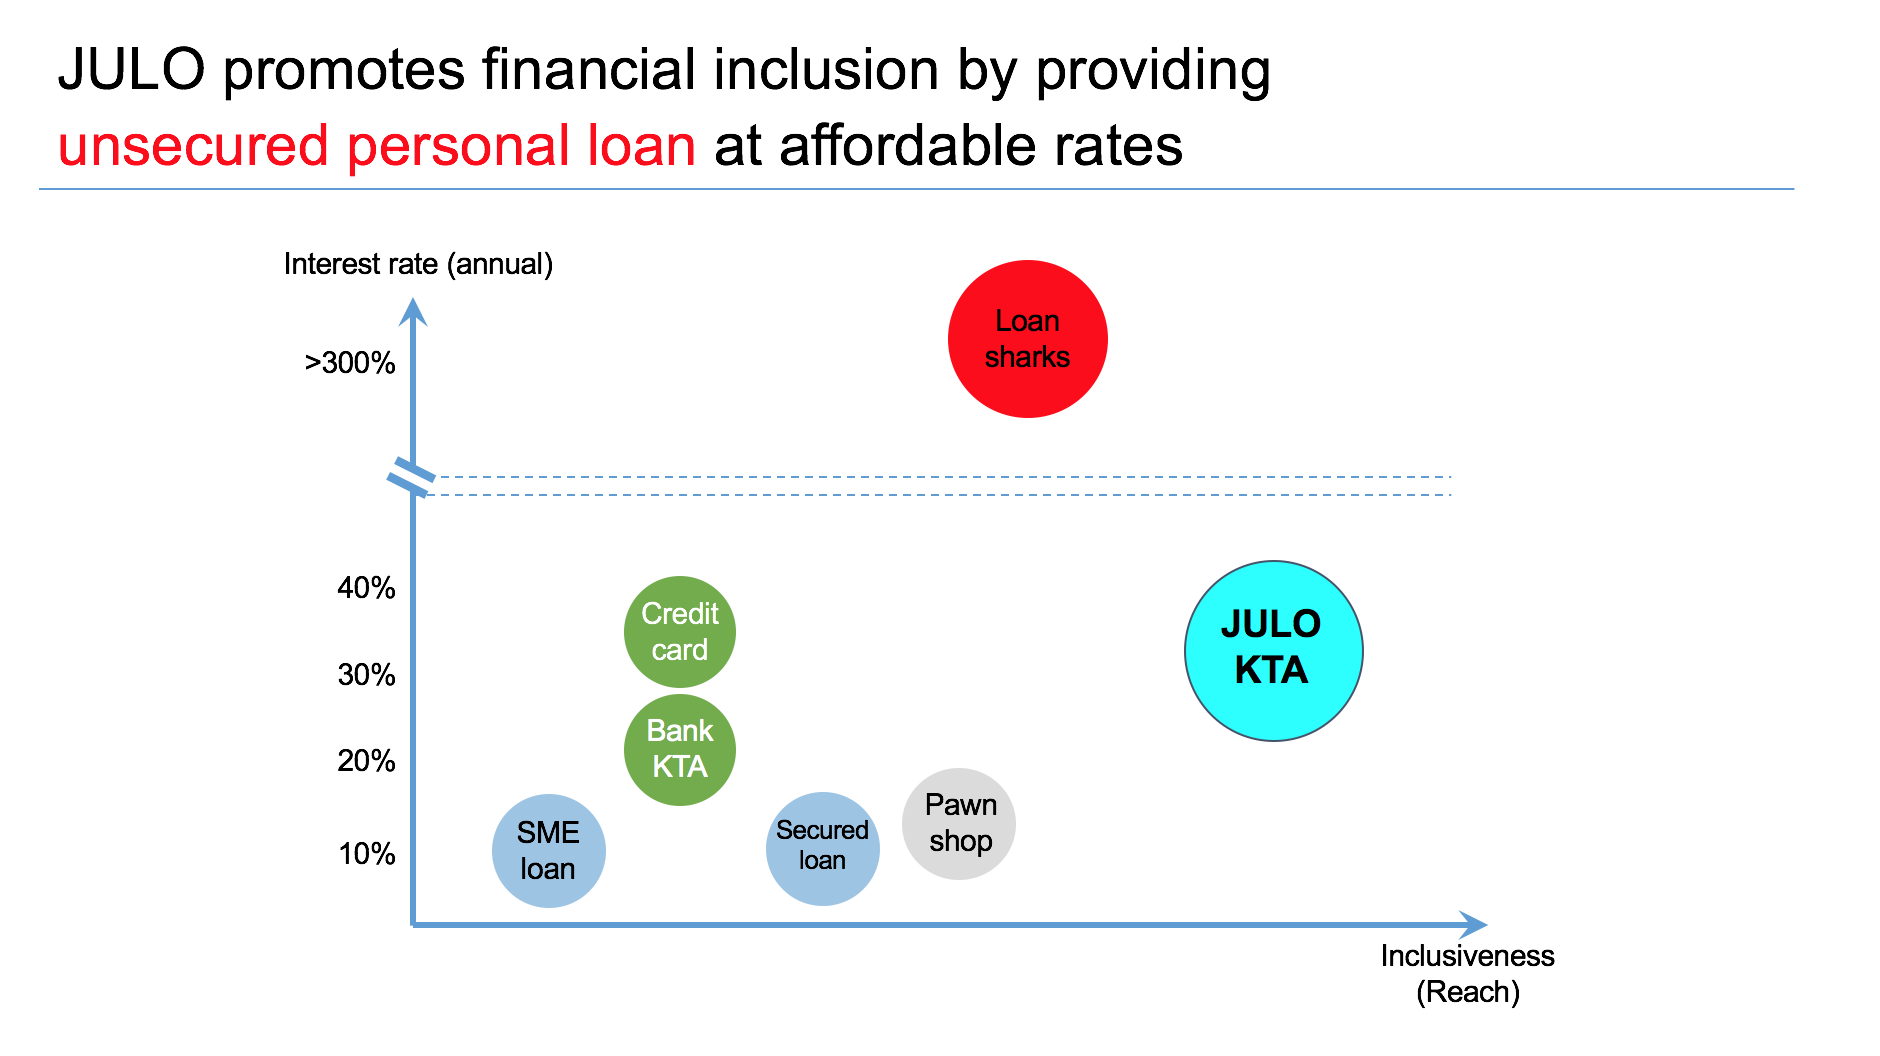 JULO promotes financial inclusion by providing
unsecured personal loan at affordable rates
Interest rate (annual)
>300%
40%
30%
20%
10%
Loan
sharks
Credit
card
Bank
KTA
SME
loan
Secured
loan
Pawn
shop
JULO
KTA
Inclusiveness
(Reach)